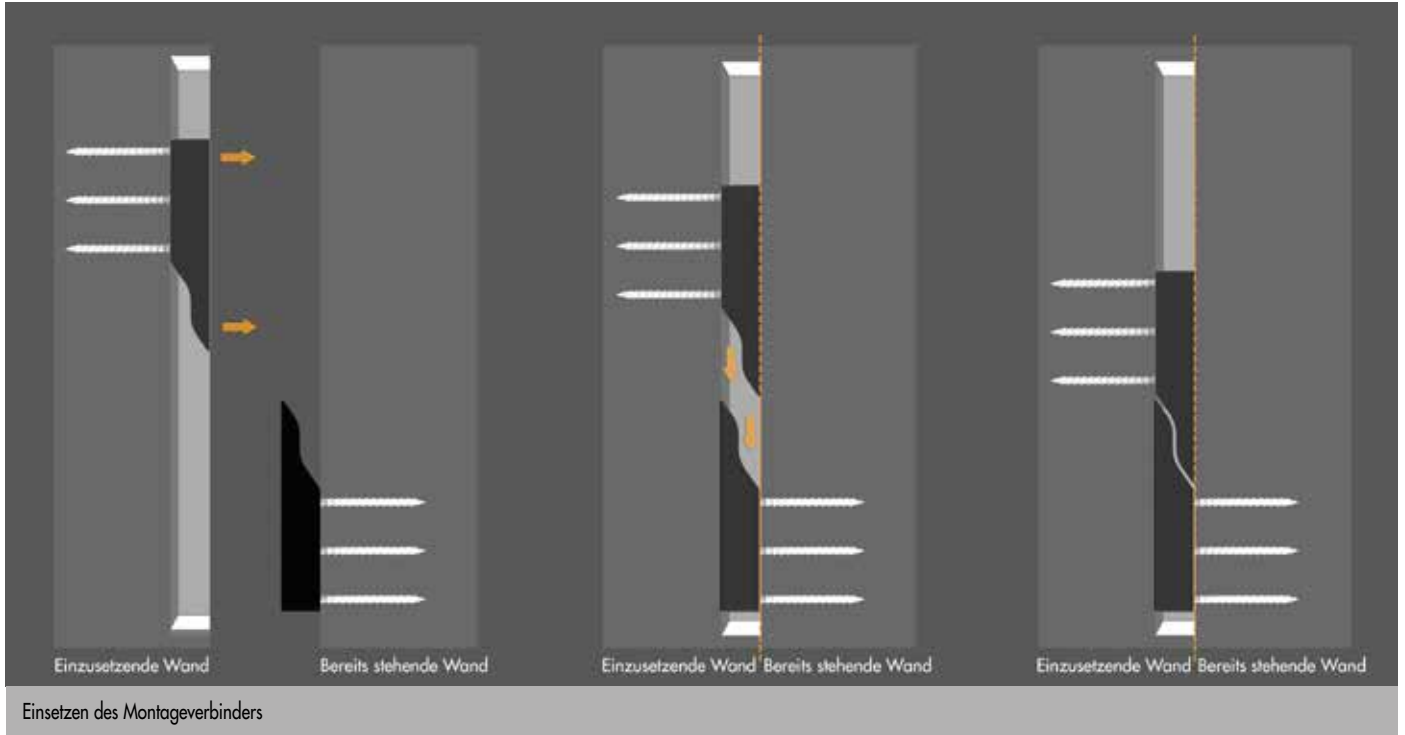 Einzusetzende Wand
Bereits stehende Wand
Einzusetzende Wand
Bereits stehende Wand
Einzusetzende Wand
Bereits stehende Wand
Einsetzen des Montageverbinders